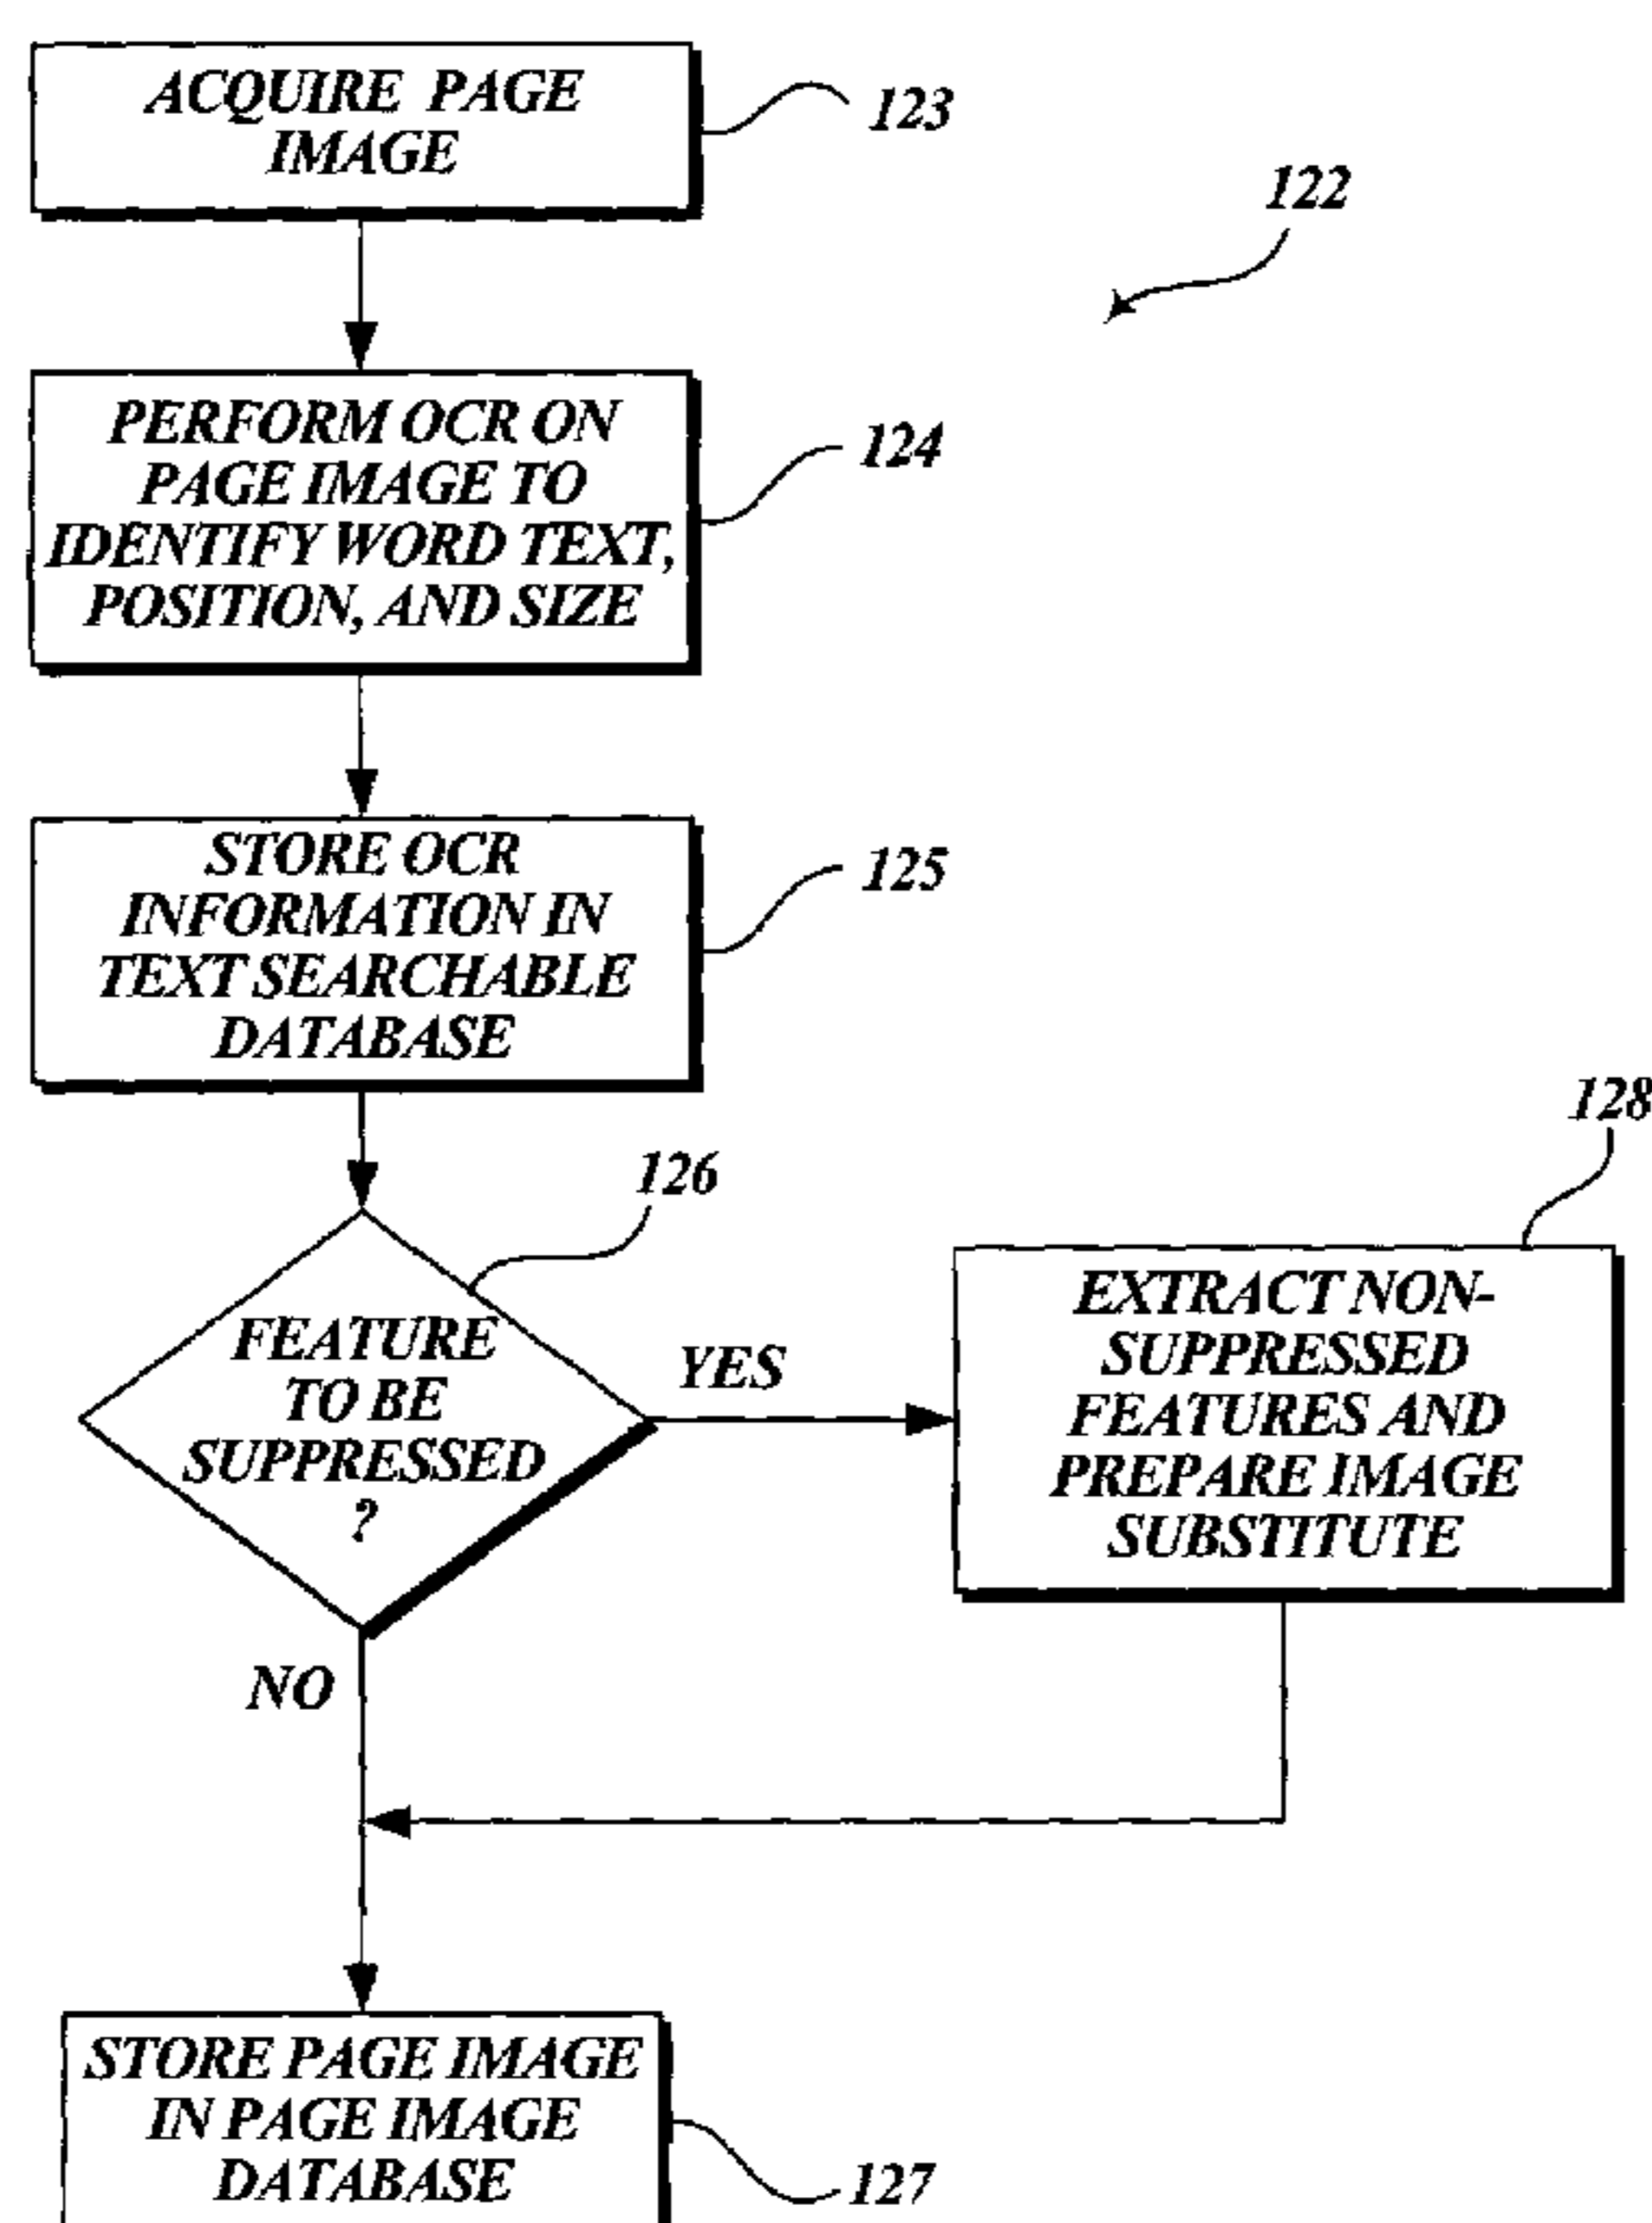 ACQUIRE PAGE
IMAGE
123
122
PERFORM OCR ON
PAGE IMAGE TO
IDENTIFY WORD TEXT,
POSITION, AND SIZE
124
STORE OCR
INFORMATION IN
TEXT SEARCHABLE
DATABASE
125
126
FEATURE
TO BE
SUPPRESSED
?
YES
NO
128
EXTRACT NON-
SUPPRESSED
FEATURES AND
PREPARE IMAGE
SUBSTITUTE
STORE PAGE IMAGE
IN PAGE IMAGE
DATABASE
127